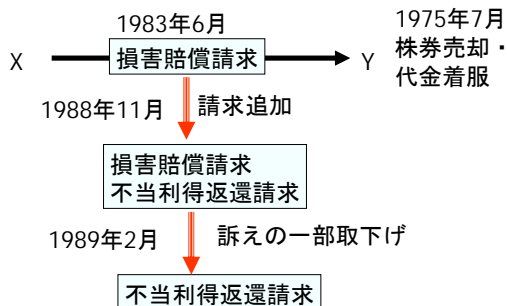 1983年6月
1975年7月
株券売却・
代金着服
X
損害賠償請求
Y
1988年11月
請求追加
損害賠償請求
不当利得返還請求
1989年2月
訴えの一部取下げ
不当利得返還請求